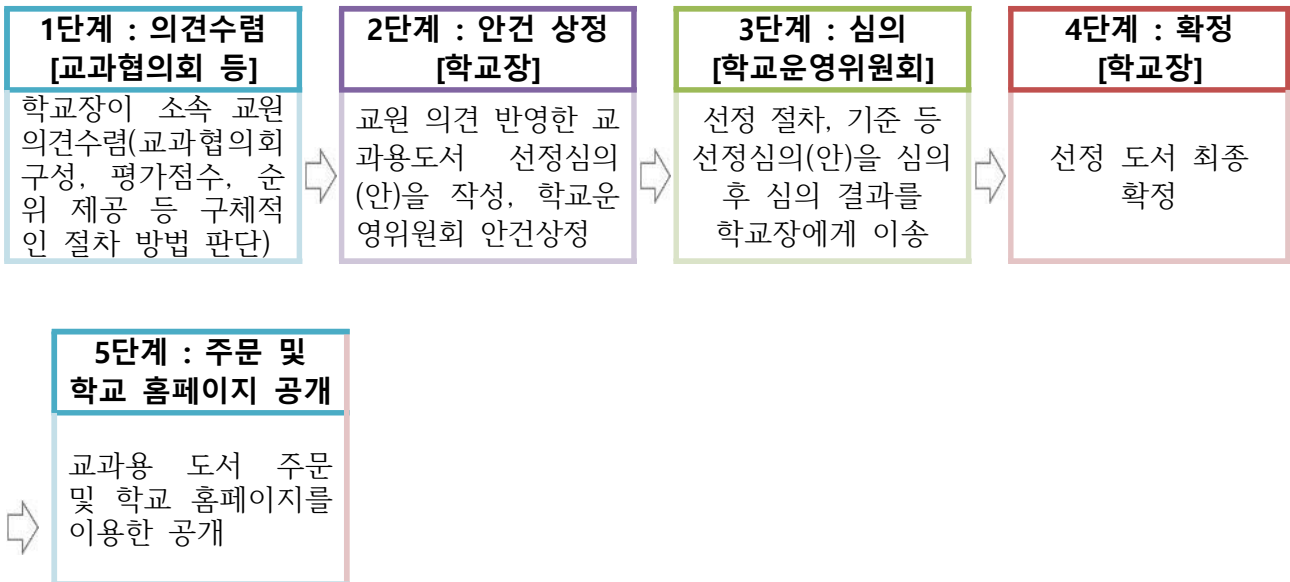 1단계 : 의견수렴
[교과협의회 등]
학교장이 소속 교원
의견수렴(교과협의회
구성, 평가점수, 순
위 제공 등 구체적
인 절차 방법 판단)
2단계 : 안건 상정
[학교장]
교원 의견 반영한 교
과용도서 선정심의
(안)을 작성, 학교운
영위원회 안건상정
3단계 : 심의
[학교운영위원회]
선정 절차, 기준 등
선정심의(안)을 심의
후 심의 결과를
학교장에게 이송
4단계 : 확정
[학교장]
선정 도서 최종
확정
5단계 : 주문 및
학교 홈페이지 공개
교과용 도서 주문
및 학교 홈페이지를
이용한 공개